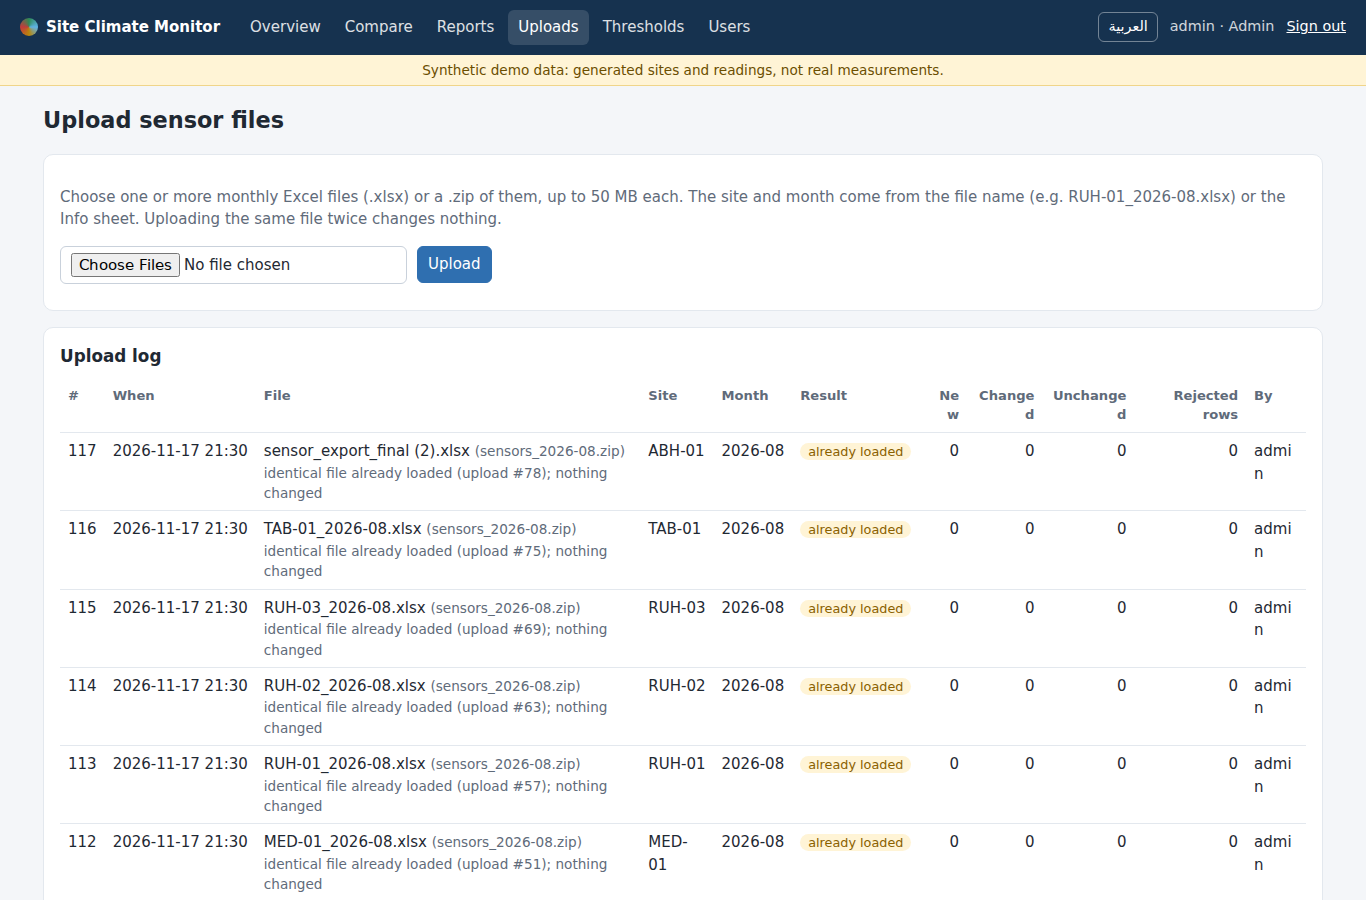 Site Climate Monitor Overview Compare Reports Uploads Thresholds Users العربية admin · Admin Sign out
Synthetic demo data: generated sites and readings, not real measurements.
Upload sensor files
Choose one or more monthly Excel files (.xlsx) or a .zip of them, up to 50 MB each. The site and month come from the file name (e.g. RUH-01_2026-08.xlsx) or the
Info sheet. Uploading the same file twice changes nothing.
Choose Files No file chosen Upload
Upload log
# When File Site Month Result Ne Change Unchange Rejected By
w d d rows
117 2026-11-17 21:30 sensor_export_final (2).xlsx (sensors_2026-08.zip) ABH-01 2026-08 already loaded 0 0 0 0 admi
identical file already loaded (upload #78); nothing n
changed
116 2026-11-17 21:30 TAB-01_2026-08.xlsx (sensors_2026-08.zip) TAB-01 2026-08 already loaded 0 0 0 0 admi
identical file already loaded (upload #75); nothing n
changed
115 2026-11-17 21:30 RUH-03_2026-08.xlsx (sensors_2026-08.zip) RUH-03 2026-08 already loaded 0 0 0 0 admi
identical file already loaded (upload #69); nothing n
changed
114 2026-11-17 21:30 RUH-02_2026-08.xlsx (sensors_2026-08.zip) RUH-02 2026-08 already loaded 0 0 0 0 admi
identical file already loaded (upload #63); nothing n
changed
113 2026-11-17 21:30 RUH-01_2026-08.xlsx (sensors_2026-08.zip) RUH-01 2026-08 already loaded 0 0 0 0 admi
identical file already loaded (upload #57); nothing n
changed
112 2026-11-17 21:30 MED-01_2026-08.xlsx (sensors_2026-08.zip) MED- 2026-08 already loaded 0 0 0 0 admi
identical file already loaded (upload #51); nothing 01 n
changed